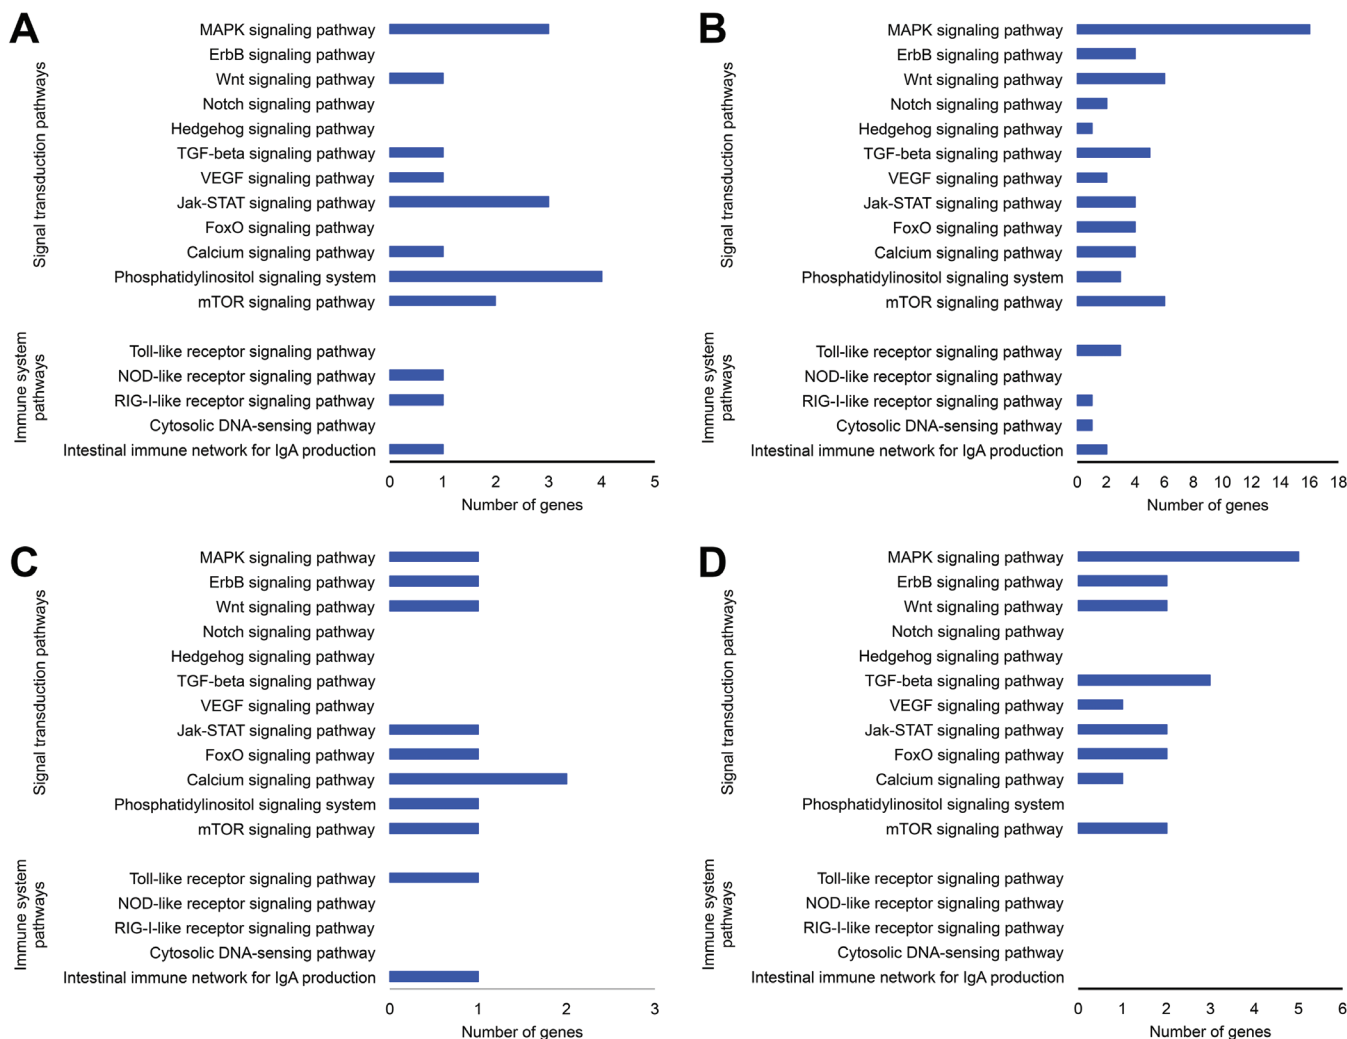 A
Signal transduction pathways
MAPK signaling pathway
ErbB signaling pathway
Wnt signaling pathway
Notch signaling pathway
Hedgehog signaling pathway
TGF-beta signaling pathway
VEGF signaling pathway
Jak-STAT signaling pathway
FoxO signaling pathway
Calcium signaling pathway
Phosphatidylinositol signaling system
mTOR signaling pathway
Immune system
pathways
Toll-like receptor signaling pathway
NOD-like receptor signaling pathway
RIG-I-like receptor signaling pathway
Cytosolic DNA-sensing pathway
Intestinal immune network for IgA production
0 1 2 3 4 5
Number of genes
B
Signal transduction pathways
MAPK signaling pathway
ErbB signaling pathway
Wnt signaling pathway
Notch signaling pathway
Hedgehog signaling pathway
TGF-beta signaling pathway
VEGF signaling pathway
Jak-STAT signaling pathway
FoxO signaling pathway
Calcium signaling pathway
Phosphatidylinositol signaling system
mTOR signaling pathway
Immune system
pathways
Toll-like receptor signaling pathway
NOD-like receptor signaling pathway
RIG-I-like receptor signaling pathway
Cytosolic DNA-sensing pathway
Intestinal immune network for IgA production
0 2 4 6 8 10 12 14 16 18
Number of genes
C
Signal transduction pathways
MAPK signaling pathway
ErbB signaling pathway
Wnt signaling pathway
Notch signaling pathway
Hedgehog signaling pathway
TGF-beta signaling pathway
VEGF signaling pathway
Jak-STAT signaling pathway
FoxO signaling pathway
Calcium signaling pathway
Phosphatidylinositol signaling system
mTOR signaling pathway
Immune system
pathways
Toll-like receptor signaling pathway
NOD-like receptor signaling pathway
RIG-I-like receptor signaling pathway
Cytosolic DNA-sensing pathway
Intestinal immune network for IgA production
0 1 2 3
Number of genes
D
Signal transduction pathways
MAPK signaling pathway
ErbB signaling pathway
Wnt signaling pathway
Notch signaling pathway
Hedgehog signaling pathway
TGF-beta signaling pathway
VEGF signaling pathway
Jak-STAT signaling pathway
FoxO signaling pathway
Calcium signaling pathway
Phosphatidylinositol signaling system
mTOR signaling pathway
Immune system
pathways
Toll-like receptor signaling pathway
NOD-like receptor signaling pathway
RIG-I-like receptor signaling pathway
Cytosolic DNA-sensing pathway
Intestinal immune network for IgA production
0 1 2 3 4 5 6
Number of genes